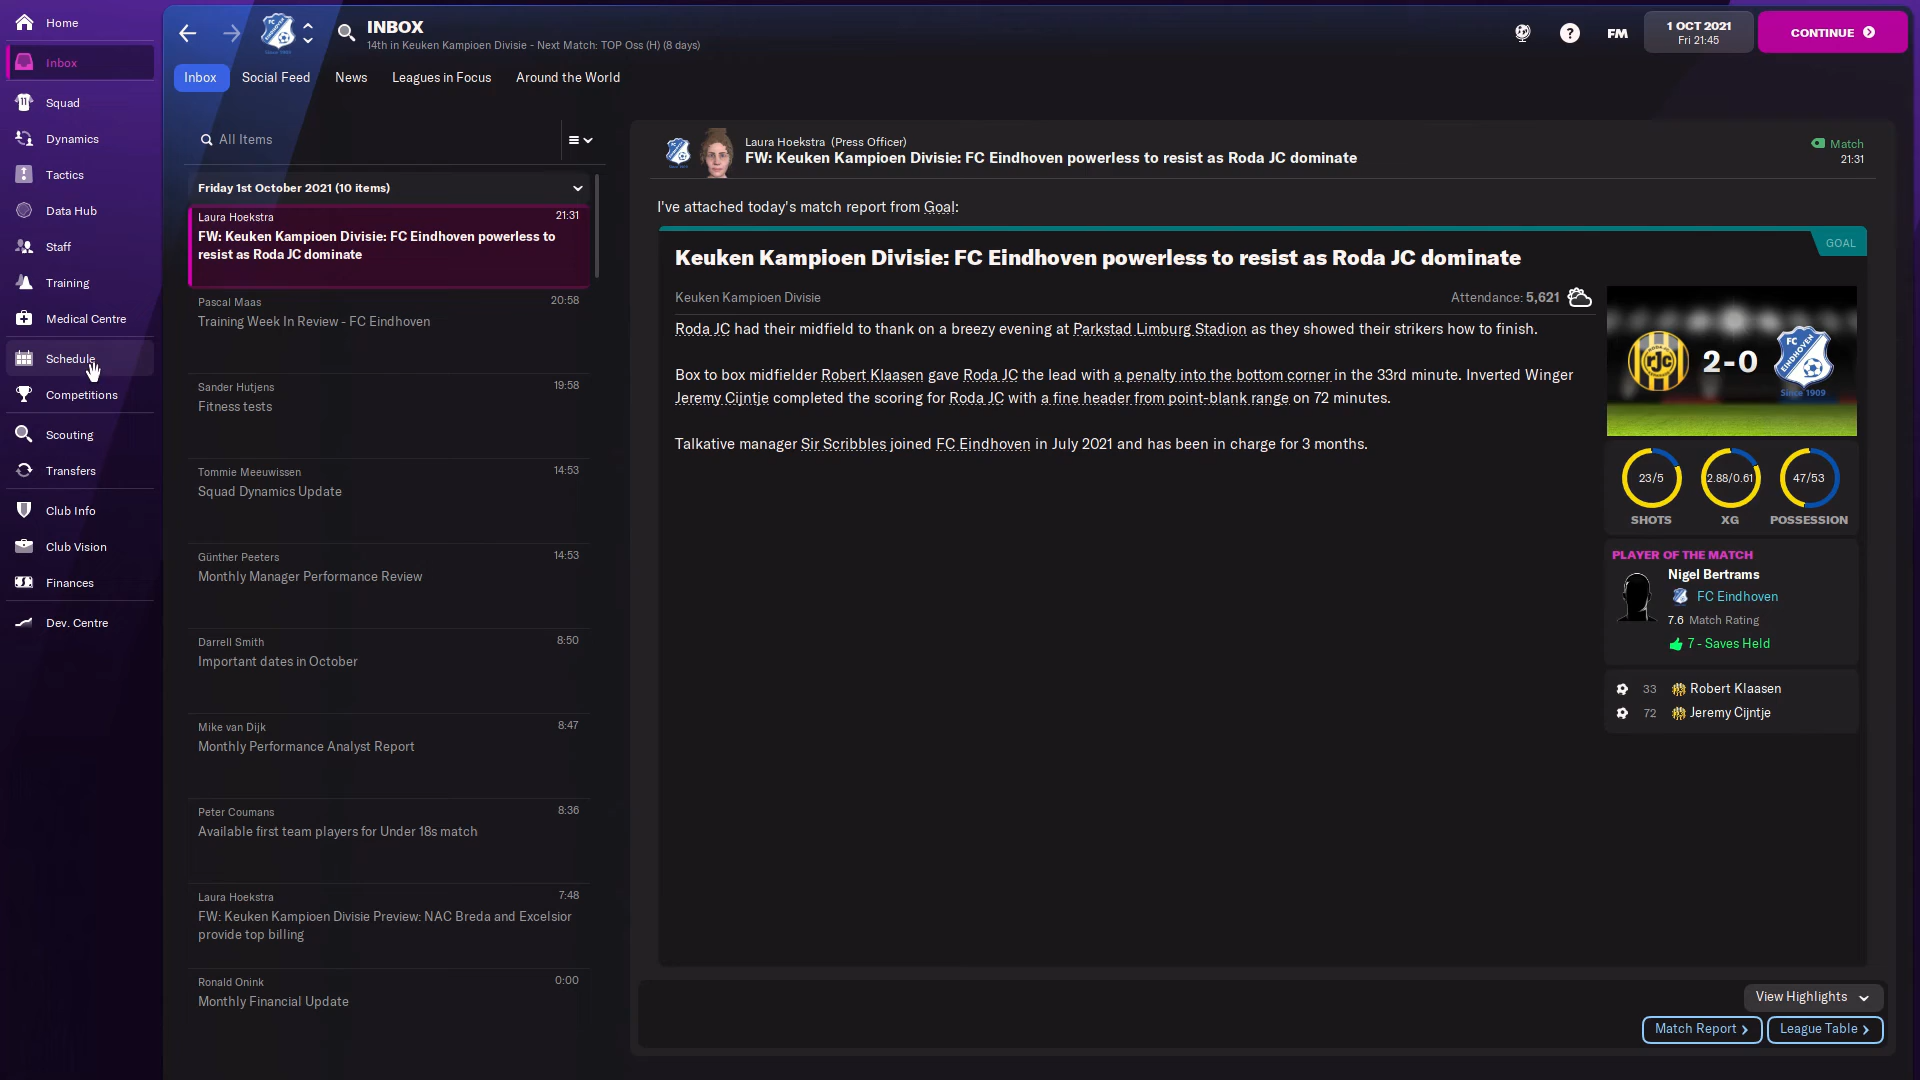 Home
Inbox
Squad
Dynamics
Tactics
Data Hub
Staff
Training
Medical Centre
Schedule
Competitions
Scouting
Transfers
Club Info
Club Vision
Finances
Dev. Centre
INBOX
14th in Keuken Kampioen Divisie - Next Match: TOP Oss (H) (8 days)
FM
1 OCT 2021
Fri 21:45
CONTINUE
Inbox Social Feed News Leagues in Focus Around the World
All Items
Friday 1st October 2021 (10 items)
Laura Hoekstra 21:31
FW: Keuken Kampioen Divisie: FC Eindhoven powerless to
resist as Roda JC dominate
Pascal Maas 20:58
Training Week In Review - FC Eindhoven
Sander Hutjens 19:58
Fitness tests
Tommie Meeuwissen 14:53
Squad Dynamics Update
Günther Peeters 14:53
Monthly Manager Performance Review
Darrell Smith 8:50
Important dates in October
Mike van Dijk 8:47
Monthly Performance Analyst Report
Peter Coumans 8:36
Available first team players for Under 18s match
Laura Hoekstra 7:48
FW: Keuken Kampioen Divisie Preview: NAC Breda and Excelsior
provide top billing
Ronald Onink 0:00
Monthly Financial Update
Laura Hoekstra (Press Officer)
FW: Keuken Kampioen Divisie: FC Eindhoven powerless to resist as Roda JC dominate
Match
21:31
I've attached today's match report from Goal:
GOAL
Keuken Kampioen Divisie: FC Eindhoven powerless to resist as Roda JC dominate
Keuken Kampioen Divisie Attendance: 5,621
Roda JC had their midfield to thank on a breezy evening at Parkstad Limburg Stadion as they showed their strikers how to finish.
Box to box midfielder Robert Klaasen gave Roda JC the lead with a penalty into the bottom corner in the 33rd minute. Inverted Winger
Jeremy Cijntje completed the scoring for Roda JC with a fine header from point-blank range on 72 minutes.
Talkative manager Sir Scribbles joined FC Eindhoven in July 2021 and has been in charge for 3 months.
2-0
FC
EINDHOVEN
Since 1909
23/5 2.88/0.61 47/53
SHOTS XG POSSESSION
PLAYER OF THE MATCH
Nigel Bertrams
FC Eindhoven
7.6 Match Rating
7 - Saves Held
33 Robert Klaasen
72 Jeremy Cijntje
View Highlights
Match Report
League Table